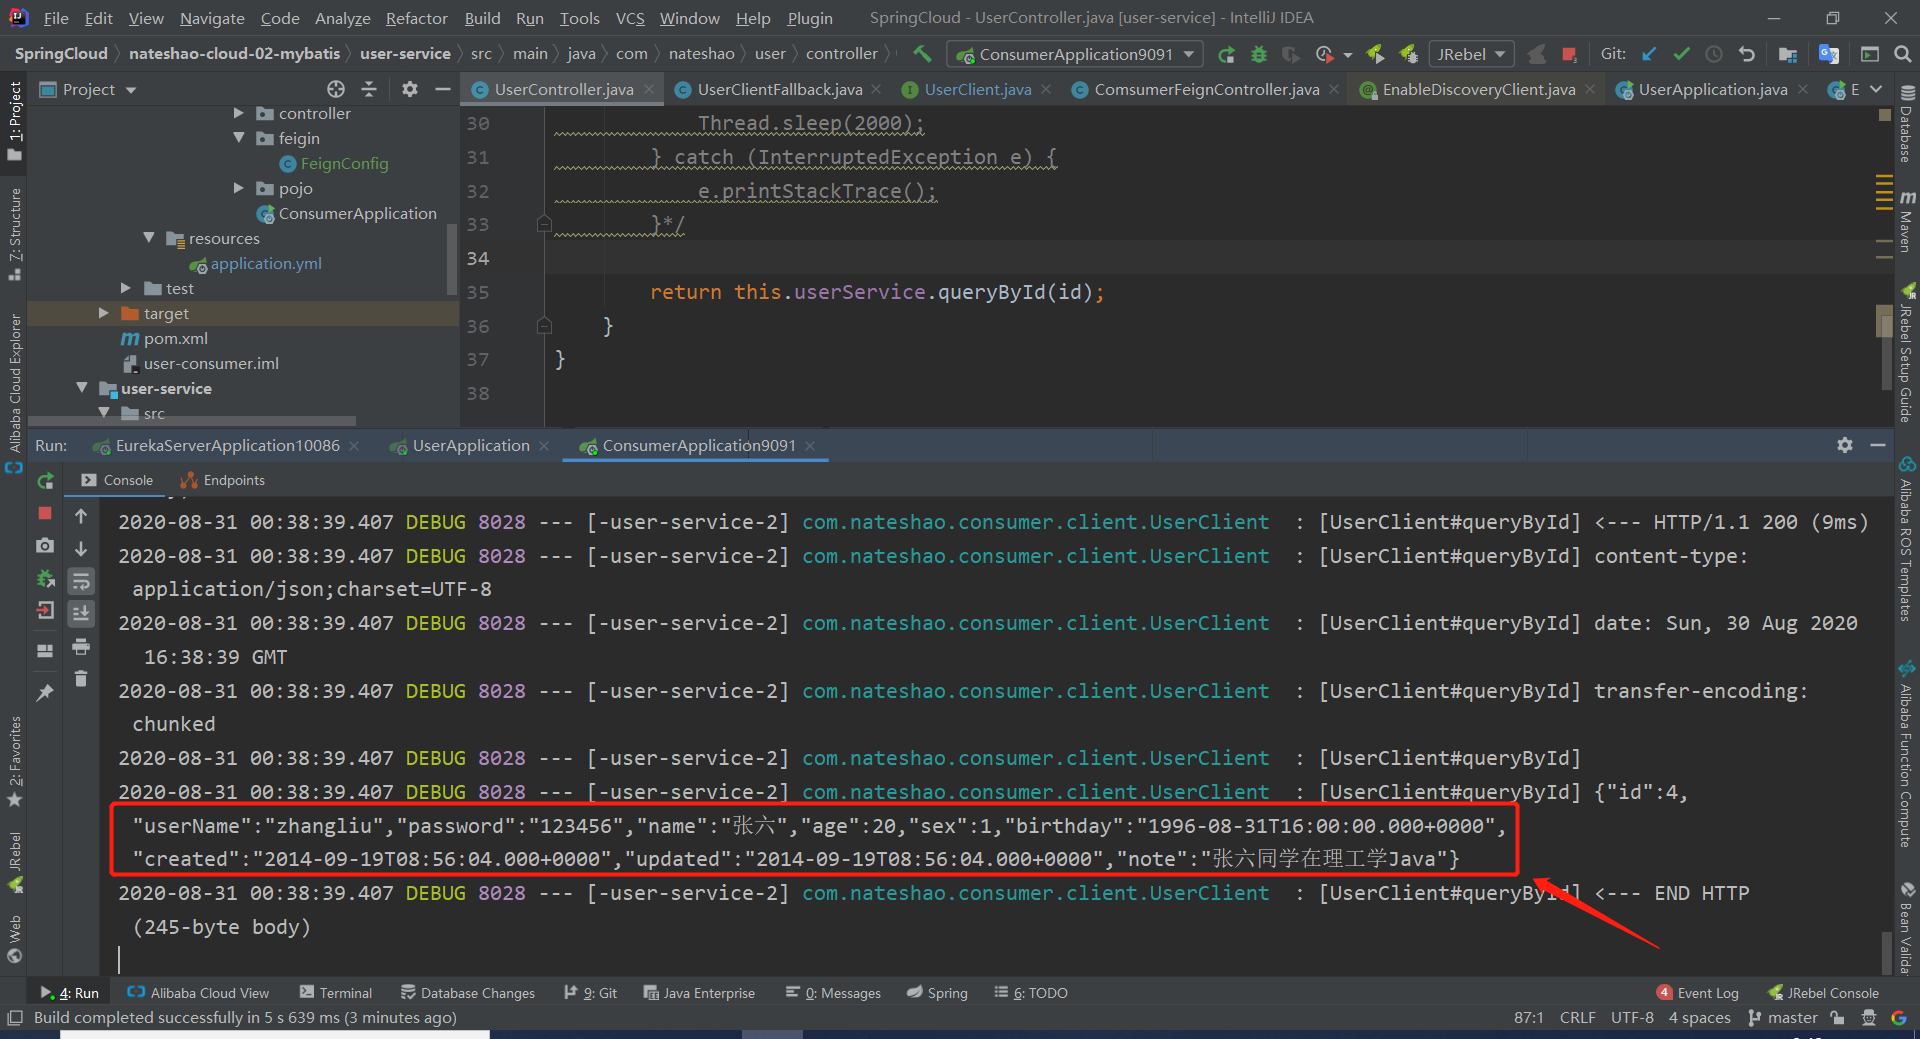 File Edit View Navigate Code Analyze Refactor Build Run Tools VCS Window Help Plugin SpringCloud - UserController.java [user-service] - IntelliJ IDEA
SpringCloud nateshao-cloud-02-mybatis user-service src main java com nateshao user controller ConsumerApplication9091 JRebel Git:
Project
UserController.java UserClientFallback.java UserClient.java ComsumerFeignController.java EnableDiscoveryClient.java UserApplication.java E
controller
feigin
FeignConfig
pojo
ConsumerApplication
resources
application.yml
test
target
pom.xml
user-consumer.iml
user-service
src
30 Thread.sleep(2000);
31 } catch (InterruptedException e) {
32 e.printStackTrace();
33 }*/
34
35 return this.userService.queryById(id);
36 }
37 }
38
1: Project
7: Structure
Alibaba Cloud Explorer
2: Favorites
JRebel
Web
Database
Maven
JRebel Setup Guide
Alibaba ROS Templates
Alibaba Function Compute
Run: EurekaServerApplication10086 UserApplication ConsumerApplication9091
Console Endpoints
2020-08-31 00:38:39.407 DEBUG 8028 --- [-user-service-2] com.nateshao.consumer.client.UserClient : [UserClient#queryById] <--- HTTP/1.1 200 (9ms)
2020-08-31 00:38:39.407 DEBUG 8028 --- [-user-service-2] com.nateshao.consumer.client.UserClient : [UserClient#queryById] content-type:
application/json;charset=UTF-8
2020-08-31 00:38:39.407 DEBUG 8028 --- [-user-service-2] com.nateshao.consumer.client.UserClient : [UserClient#queryById] date: Sun, 30 Aug 2020
16:38:39 GMT
2020-08-31 00:38:39.407 DEBUG 8028 --- [-user-service-2] com.nateshao.consumer.client.UserClient : [UserClient#queryById] transfer-encoding:
chunked
2020-08-31 00:38:39.407 DEBUG 8028 --- [-user-service-2] com.nateshao.consumer.client.UserClient : [UserClient#queryById]
2020-08-31 00:38:39.407 DEBUG 8028 --- [-user-service-2] com.nateshao.consumer.client.UserClient : [UserClient#queryById] {"id":4,
"userName":"zhangliu","password":"123456","name":"张六","age":20,"sex":1,"birthday":"1996-08-31T16:00:00.000+0000",
"created":"2014-09-19T08:56:04.000+0000","updated":"2014-09-19T08:56:04.000+0000","note":"张六同学在理工学Java"}
2020-08-31 00:38:39.407 DEBUG 8028 --- [-user-service-2] com.nateshao.consumer.client.UserClient : [UserClient#queryById] <--- END HTTP
(245-byte body)
4: Run Alibaba Cloud View Terminal Database Changes 9: Git Java Enterprise 0: Messages Spring 6: TODO 4 Event Log JRebel Console
Build completed successfully in 5 s 639 ms (3 minutes ago) 87:1 CRLF UTF-8 4 spaces master